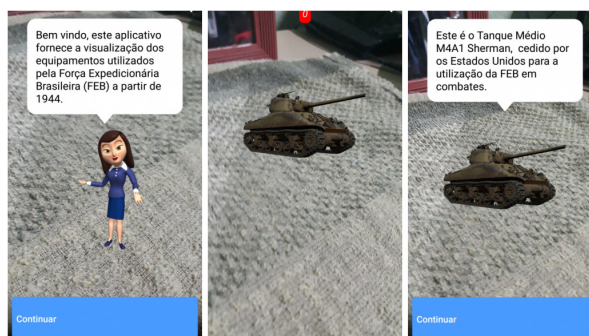 Bem vindo, este aplicativo
fornece a visualização dos
equipamentos utilizados
pela Força Expedicionária
Brasileira (FEB) a partir de
1944.
Continuar
Este é o Tanque Médio
M4A1 Sherman, cedido por
os Estados Unidos para a
utilização da FEB em
combates.
Continuar